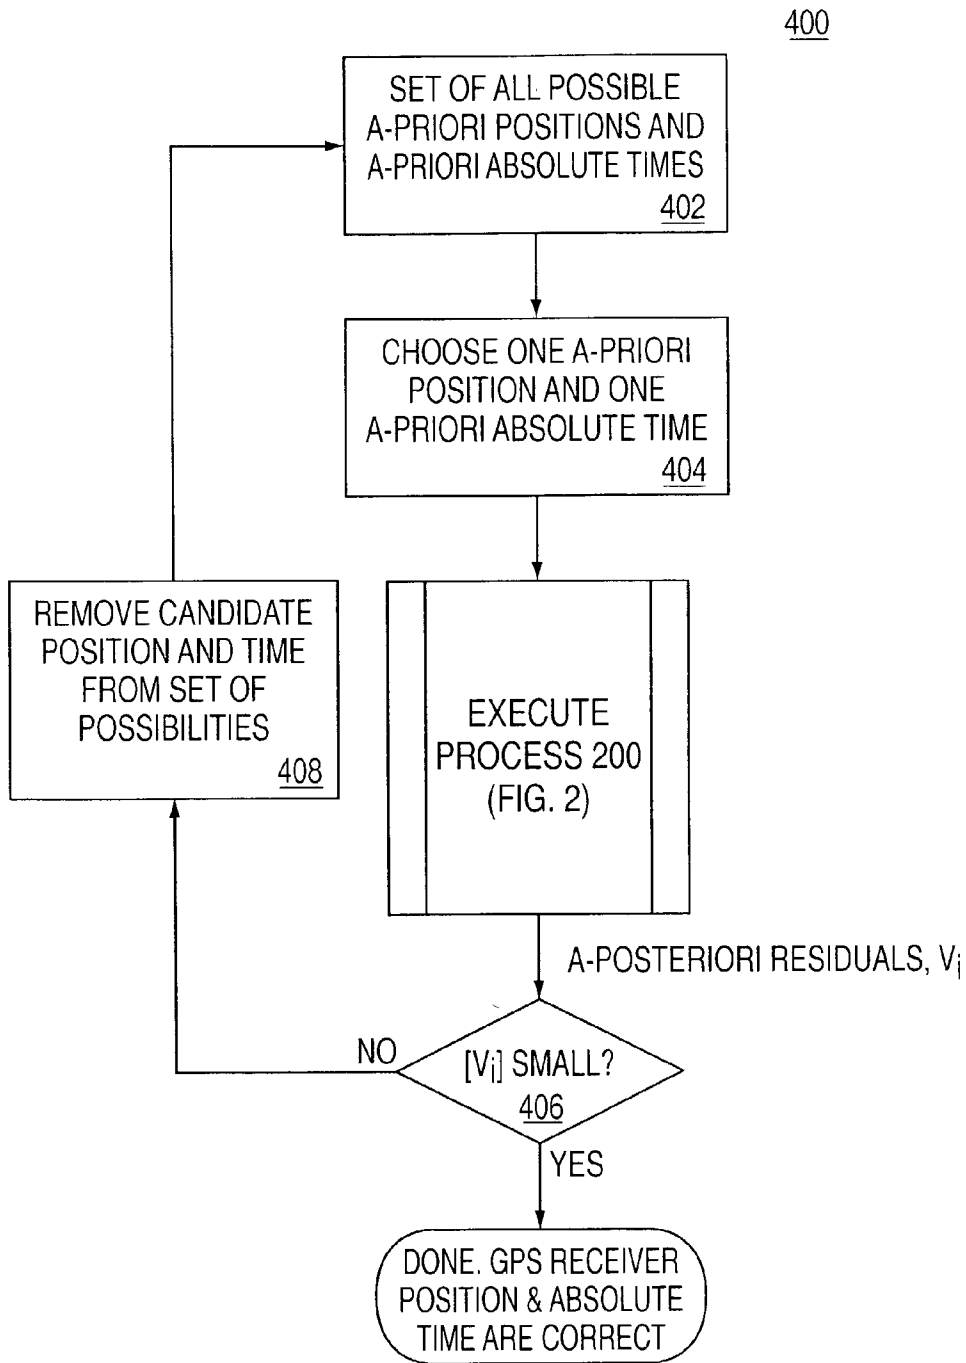 400
SET OF ALL POSSIBLE
A-PRIORI POSITIONS AND
A-PRIORI ABSOLUTE TIMES
402
CHOOSE ONE A-PRIORI
POSITION AND ONE
A-PRIORI ABSOLUTE TIME
404
REMOVE CANDIDATE
POSITION AND TIME
FROM SET OF
POSSIBILITIES
408
EXECUTE
PROCESS 200
(FIG. 2)
A-POSTERIORI RESIDUALS, Vi
NO
[Vi] SMALL?
406
YES
DONE. GPS RECEIVER
POSITION & ABSOLUTE
TIME ARE CORRECT